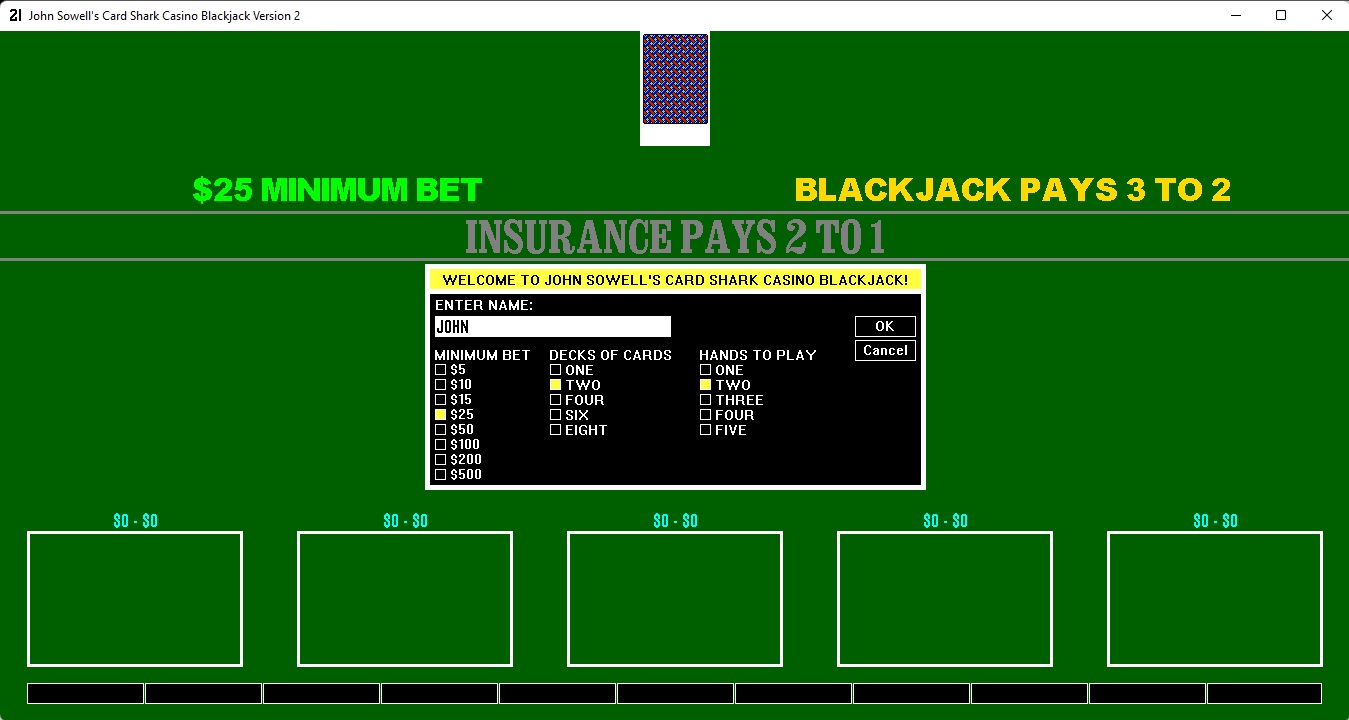 21 John Sowell's Card Shark Casino Blackjack Version 2
$25 MINIMUM BET BLACKJACK PAYS 3 TO 2
INSURANCE PAYS 2 TO 1
WELCOME TO JOHN SOWELL'S CARD SHARK CASINO BLACKJACK!
ENTER NAME:
JOHN
OK
Cancel
MINIMUM BET
$5
$10
$15
$25
$50
$100
$200
$500
DECKS OF CARDS
ONE
TWO
FOUR
SIX
EIGHT
HANDS TO PLAY
ONE
TWO
THREE
FOUR
FIVE
$0 - $0 $0 - $0 $0 - $0 $0 - $0 $0 - $0